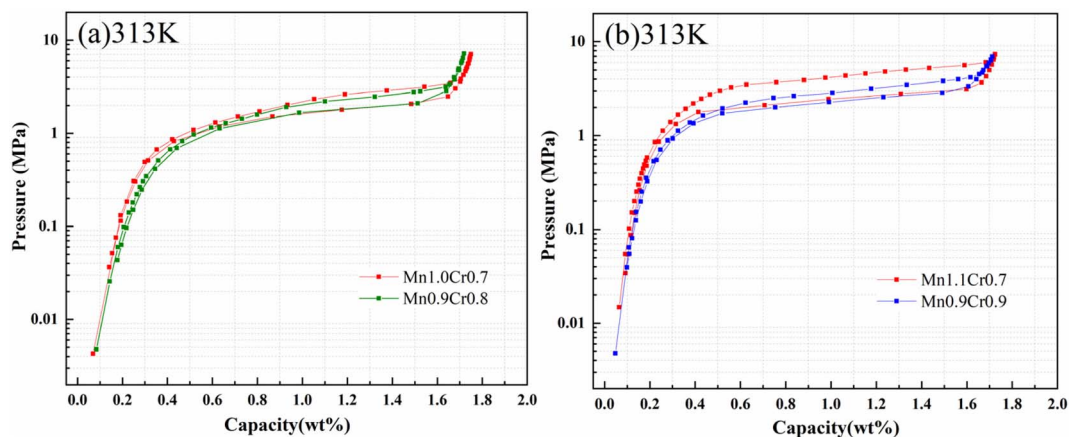 (a)313K
10
1
0.1
0.01
Pressure (MPa)
Mn1.0Cr0.7
Mn0.9Cr0.8
0.0 0.2 0.4 0.6 0.8 1.0 1.2 1.4 1.6 1.8 2.0
Capacity(wt%)
(b)313K
10
1
0.1
0.01
Pressure (MPa)
Mn1.1Cr0.7
Mn0.9Cr0.9
0.0 0.2 0.4 0.6 0.8 1.0 1.2 1.4 1.6 1.8 2.0
Capacity(wt%)